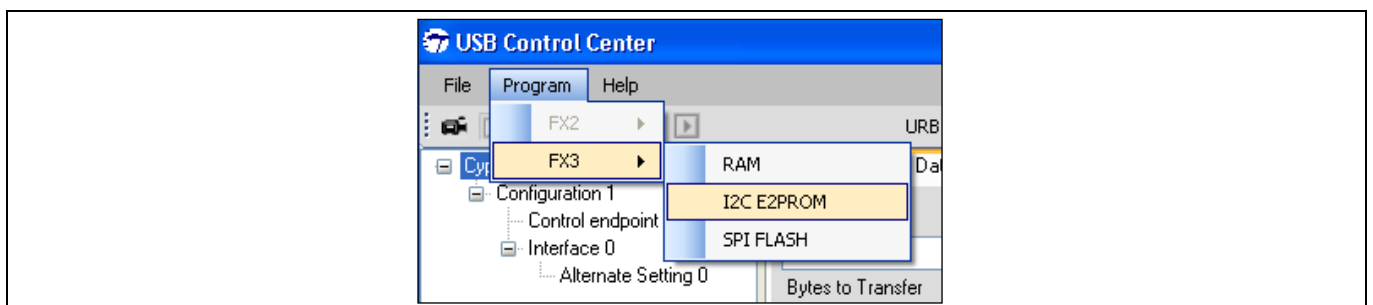 USB Control Center
File Program Help
FX2
URB
FX3
RAM
Configuration 1
I2C E2PROM
Control endpoint
Interface 0
SPI FLASH
Alternate Setting 0
Bytes to Transfer